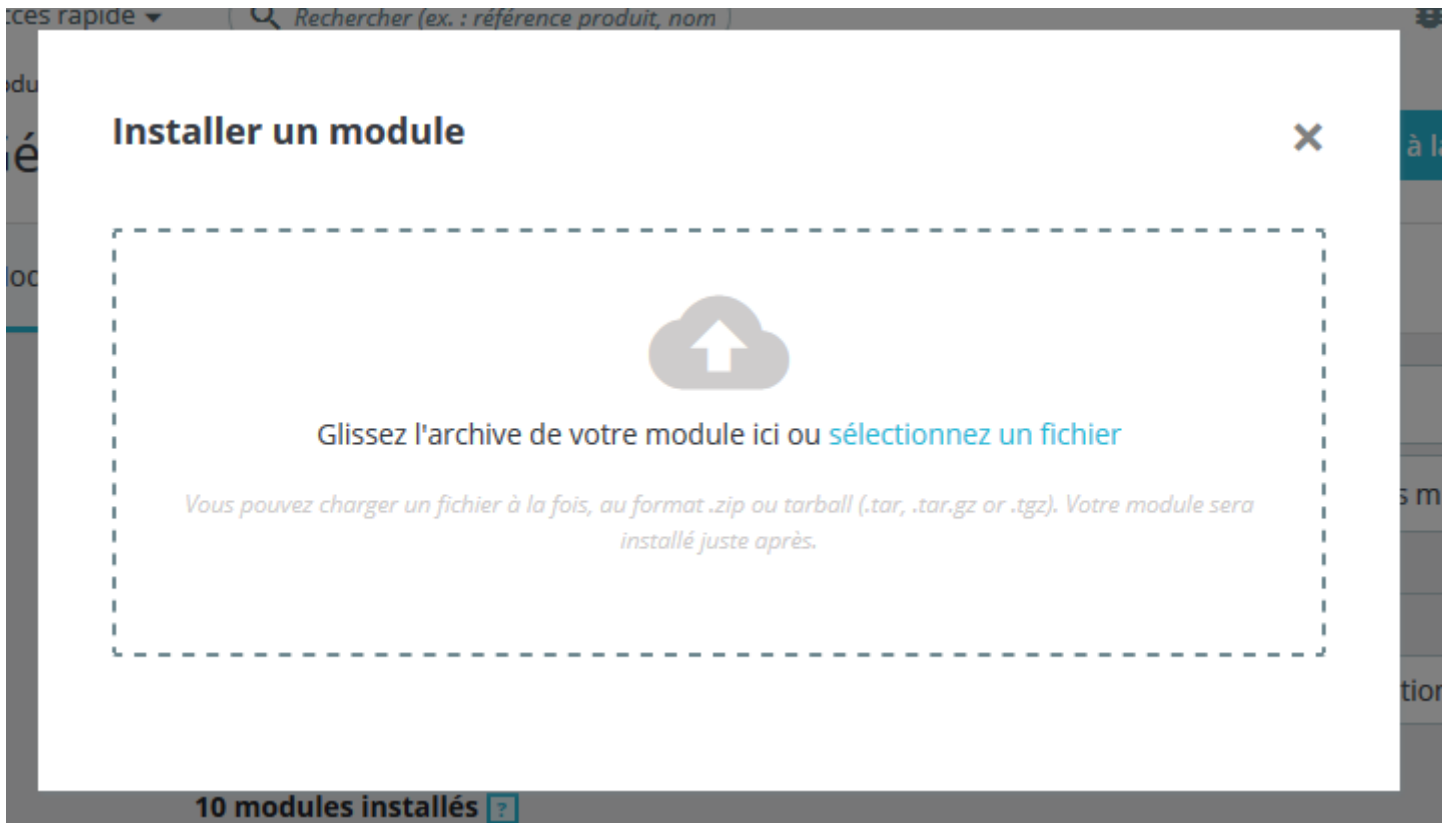 rapide
Rechercher (ex. : référence produit, nom
Installer un module
à la
Glissez l'archive de votre module ici ou sélectionnez un fichier
Vous pouvez charger un fichier à la fois, au format .zip ou tarball (.tar, .tar.gz or .tgz). Votre module sera
installé juste après.
10 modules installés ?